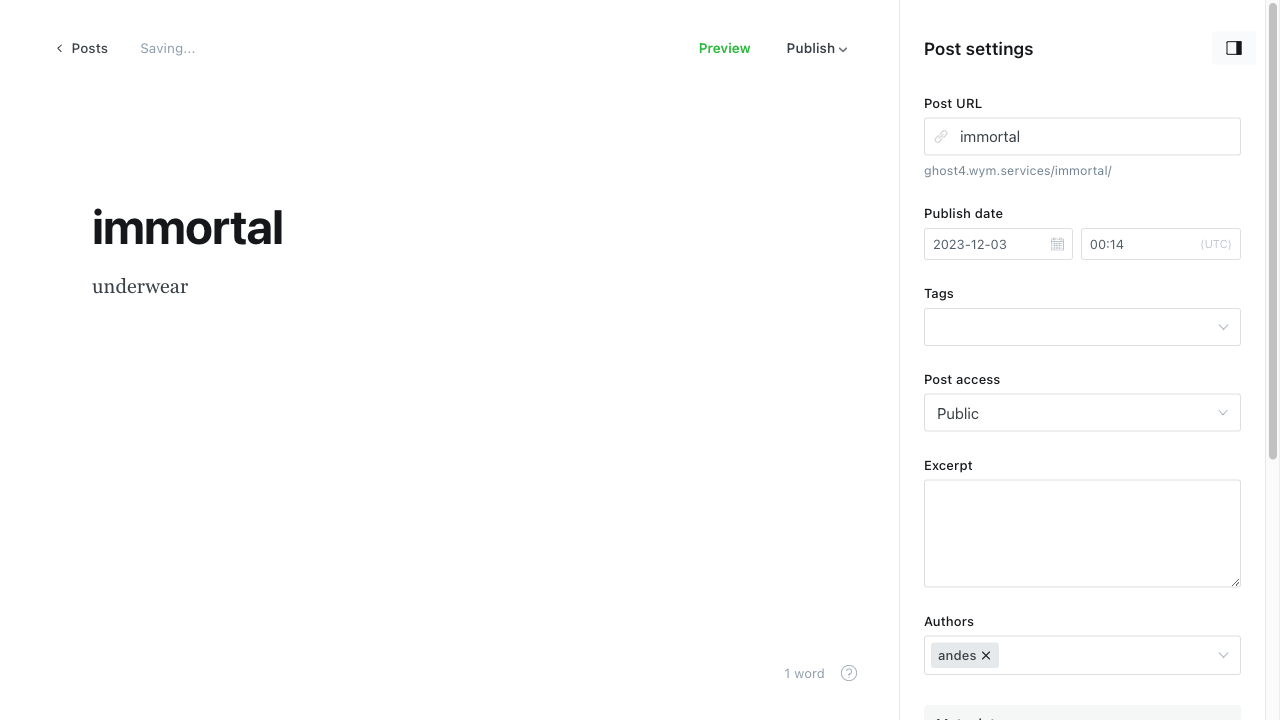 Posts
Saving...
Preview
Publish
Post settings
Post URL
immortal
ghost4.wym.services/immortal/
immortal
underwear
Publish date
2023-12-03
00:14
(UTC)
Tags
Post access
Public
Excerpt
Authors
andes
1 word
?